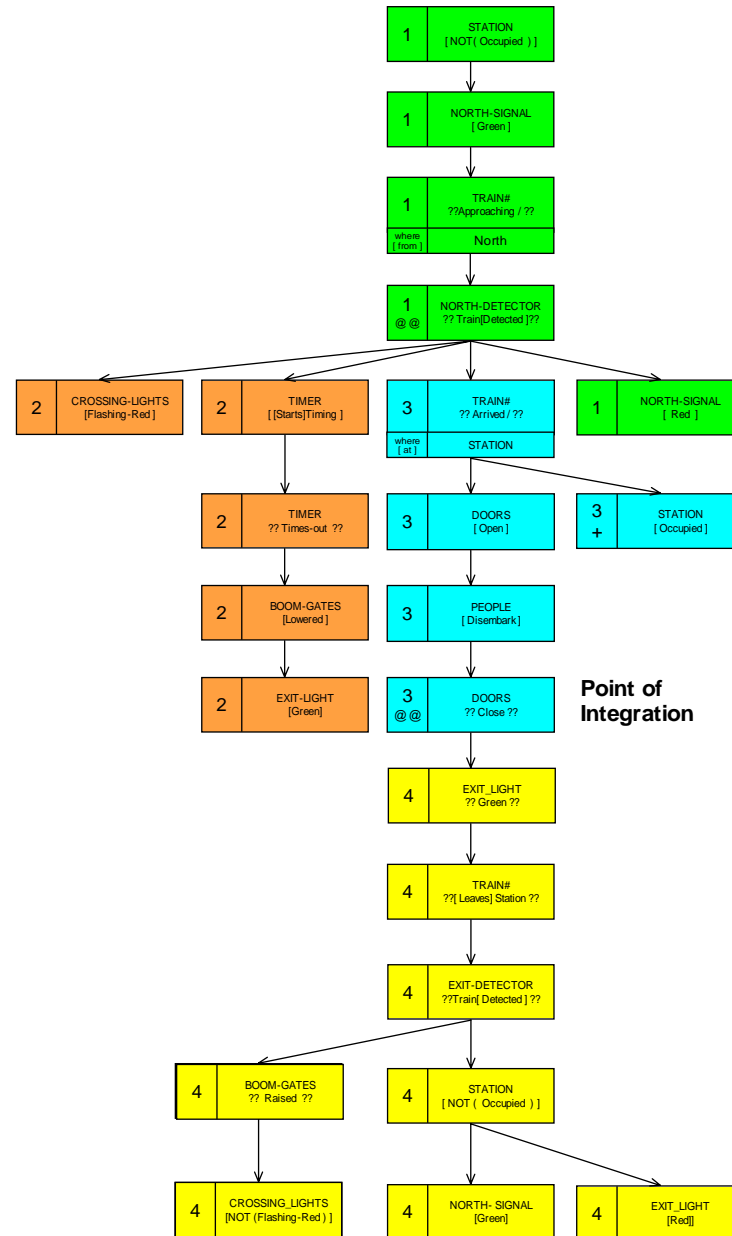 1
STATION
[ NOT( Occupied ) ]
1
NORTH-SIGNAL
[ Green ]
1
TRAIN#
??Approaching / ??
where
[ from ]
North
1
@ @
NORTH-DETECTOR
?? Train[Detected ]??
2
CROSSING-LIGHTS
[Flashing-Red ]
2
TIMER
[ [Starts]Timing ]
3
TRAIN#
?? Arrived / ??
where
[ at ]
STATION
1
NORTH-SIGNAL
[ Red ]
2
TIMER
?? Times-out ??
3
DOORS
[ Open ]
3
+
STATION
[ Occupied ]
2
BOOM-GATES
[Lowered ]
3
PEOPLE
[ Disembark ]
2
EXIT-LIGHT
[Green]
3
@ @
DOORS
?? Close ??
Point of
Integration
4
EXIT_LIGHT
?? Green ??
4
TRAIN#
??[ Leaves] Station ??
4
EXIT-DETECTOR
??Train[ Detected ] ??
4
BOOM-GATES
?? Raised ??
4
STATION
[ NOT ( Occupied ) ]
4
CROSSING_LIGHTS
[NOT (Flashing-Red ) ]
4
NORTH- SIGNAL
[Green]
4
EXIT_LIGHT
[Red]]